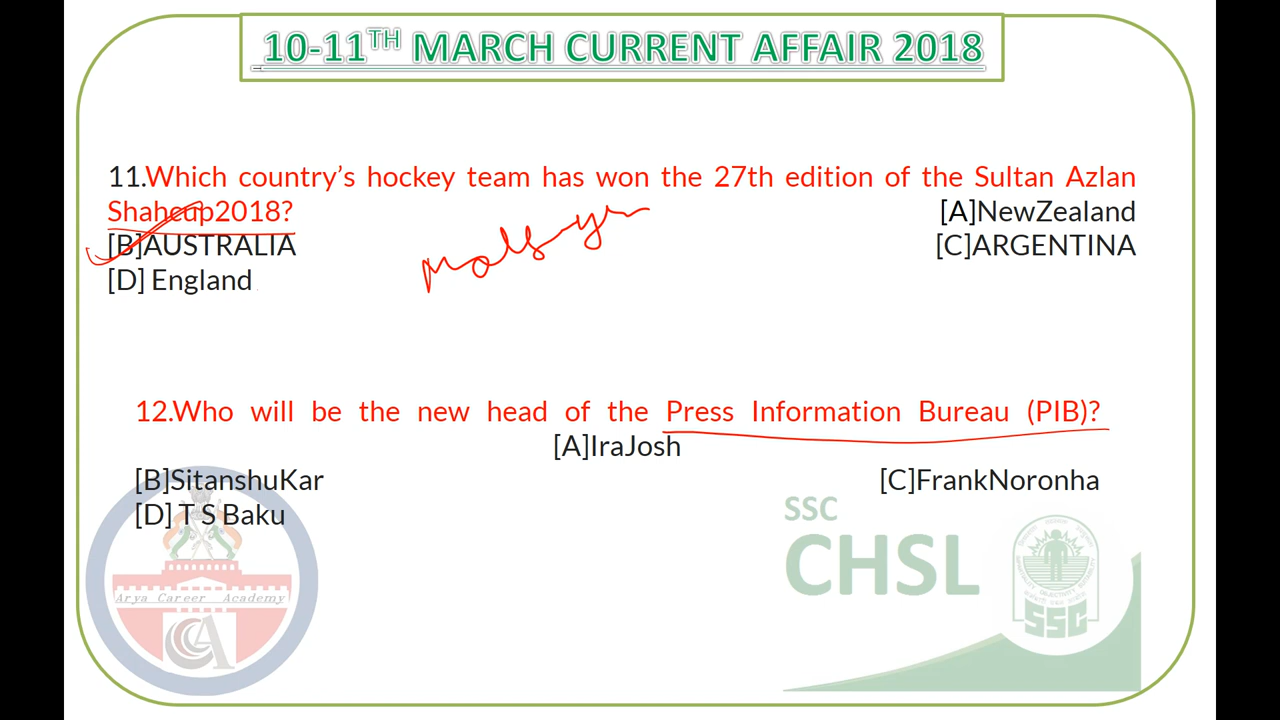 10-11TH MARCH CURRENT AFFAIR 2018
11.Which country's hockey team has won the 27th edition of the Sultan Azlan
Shahcup2018? [A]NewZealand
[B]AUSTRALIA [C]ARGENTINA
[D] England
12.Who will be the new head of the Press Information Bureau (PIB)?
[A]IraJosh
[B]SitanshuKar [C]FrankNoronha
[D] T S Baku
SSC
CHSL
Arya Career Academy
CA
SSC